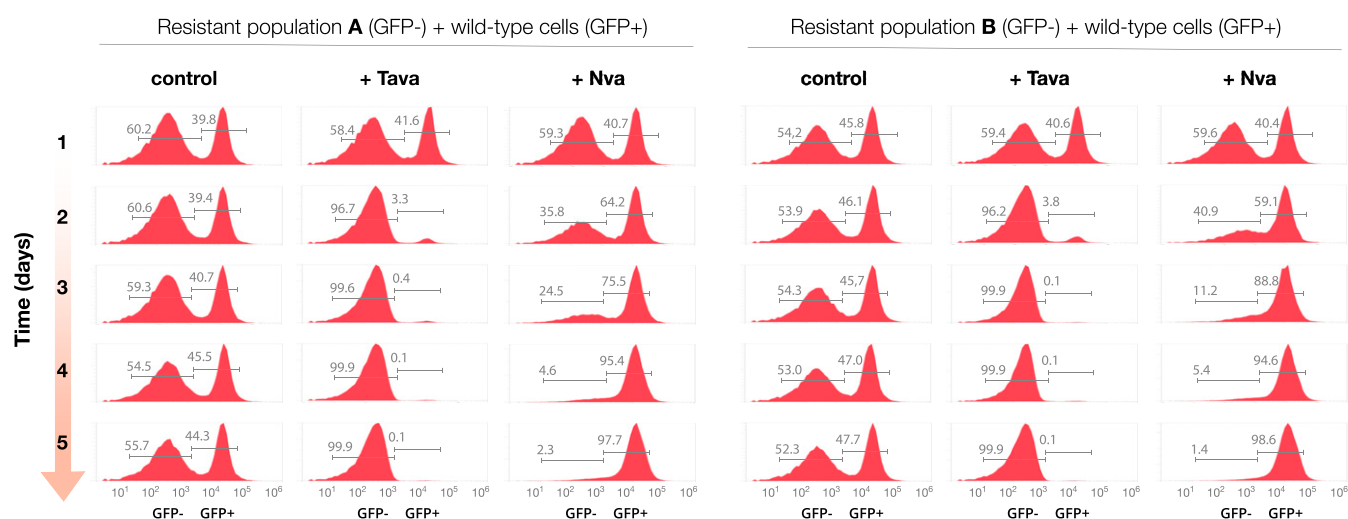 Resistant population A (GFP-) + wild-type cells (GFP+)
Resistant population B (GFP-) + wild-type cells (GFP+)
control + Tava + Nva control + Tava + Nva
Time (days)
1
60.2 39.8 58.4 41.6 59.3 40.7 54,2 45.8 59.4 40.6 59.6 40.4
2
60.6 39.4 96.7 3.3 35.8 64.2 53.9 46.1 96.2 3.8 40.9 59.1
3
59.3 40.7 99.6 0.4 24.5 75.5 54.3 45,7 99.9 0.1 11.2 88.8
4
54.5 45.5 99.9 0.1 4.6 95.4 53.0 47.0 99.9 0.1 5.4 94.6
5
55.7 44.3 99.9 0.1 2.3 97.7 52.3 47.7 99.9 0.1 1.4 98.6
10¹ 10² 10³ 10⁴ 10⁵ 10⁶ 10¹ 10² 10³ 10⁴ 10⁵ 10⁶ 10¹ 10² 10³ 10⁴ 10⁵ 10⁶ 10¹ 10² 10³ 10⁴ 10⁵ 10⁶ 10¹ 10² 10³ 10⁴ 10⁵ 10⁶ 10¹ 10² 10³ 10⁴ 10⁵ 10⁶
GFP- GFP+ GFP- GFP+ GFP- GFP+ GFP- GFP+ GFP- GFP+ GFP- GFP+